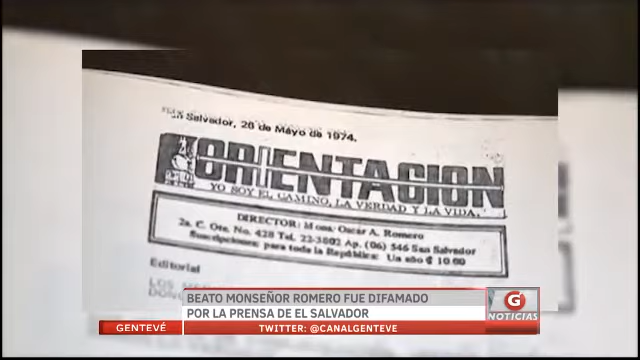 San Salvador, 26 de Mayo de 1974.
ORIENTACION
YO SOY EL CAMINO, LA VERDAD Y LA VIDA.
DIRECTOR: Mons. Oscar A. Romero
2a. C. Ote. No. 428 Tel. 22-3802 Ap. (06) 546 San Salvador
Suscripciones: para toda la República: Un año ₡ 10.00
Editorial
BEATO MONSEÑOR ROMERO FUE DIFAMADO
POR LA PRENSA DE EL SALVADOR
G
NOTICIAS
GENTEVÉ
TWITTER: @CANALGENTEVE